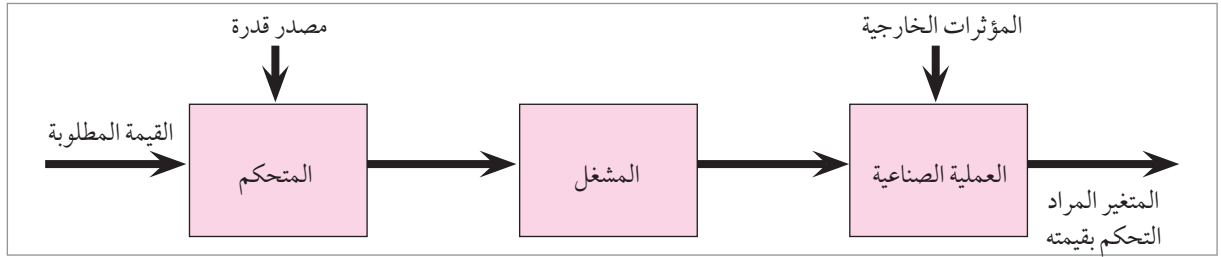 مصدر قدرة
المؤثرات الخارجية
القيمة المطلوبة
المتحكم
المشغل
العملية الصناعية
المتغير المراد
التحكم بقيمته